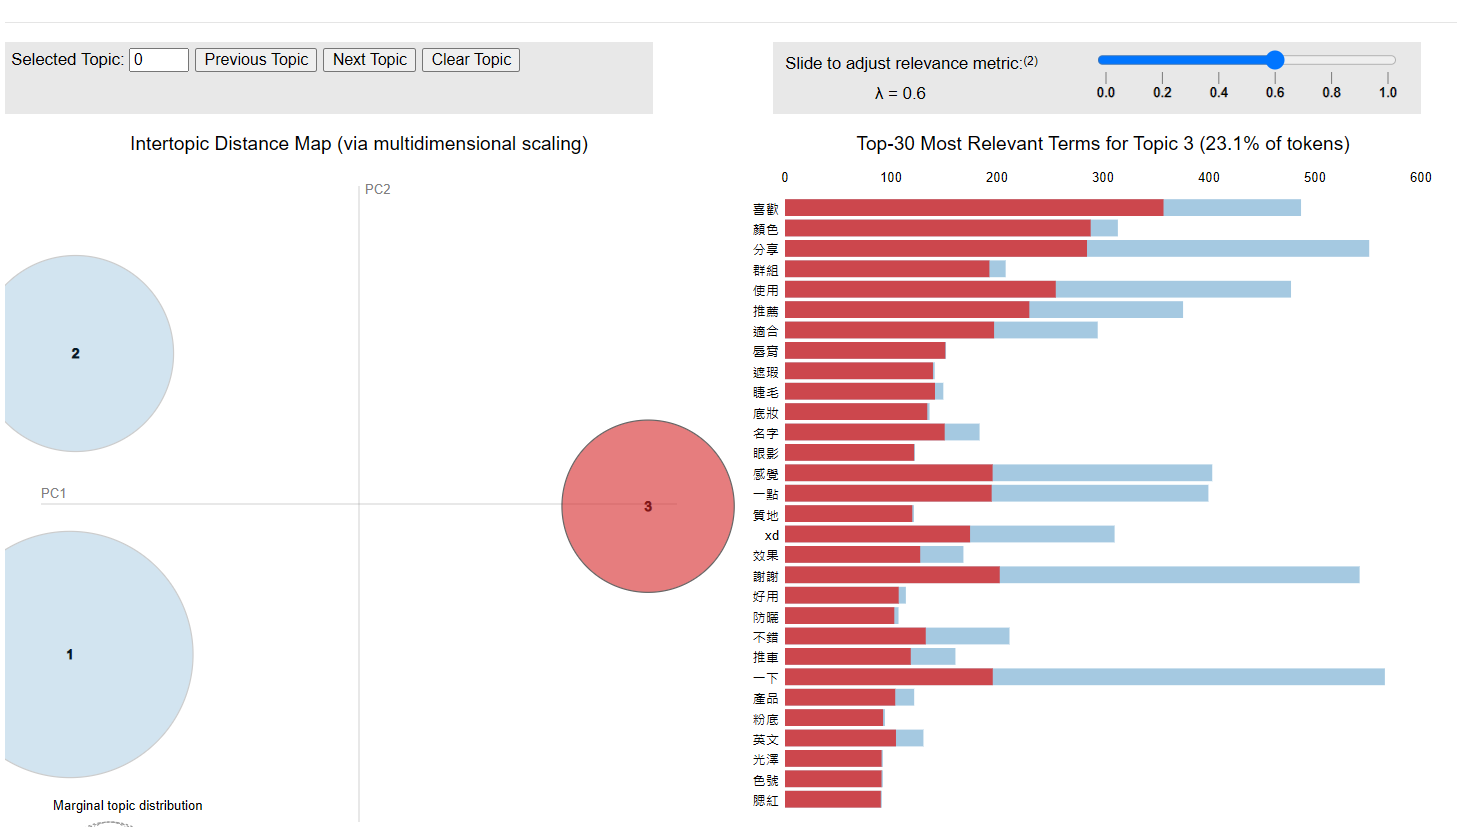 Selected Topic: 0 Previous Topic Next Topic Clear Topic
Slide to adjust relevance metric:(2)
λ = 0.6
0.0 0.2 0.4 0.6 0.8 1.0
Intertopic Distance Map (via multidimensional scaling)
PC2
2
PC1
3
1
Marginal topic distribution
Top-30 Most Relevant Terms for Topic 3 (23.1% of tokens)
0 100 200 300 400 500 600
喜歡
顏色
分享
群組
使用
推薦
適合
唇膏
遮瑕
睫毛
底妝
名字
眼影
感覺
一點
質地
xd
效果
謝謝
好用
防曬
不錯
推車
一下
產品
粉底
英文
光澤
色號
腮紅